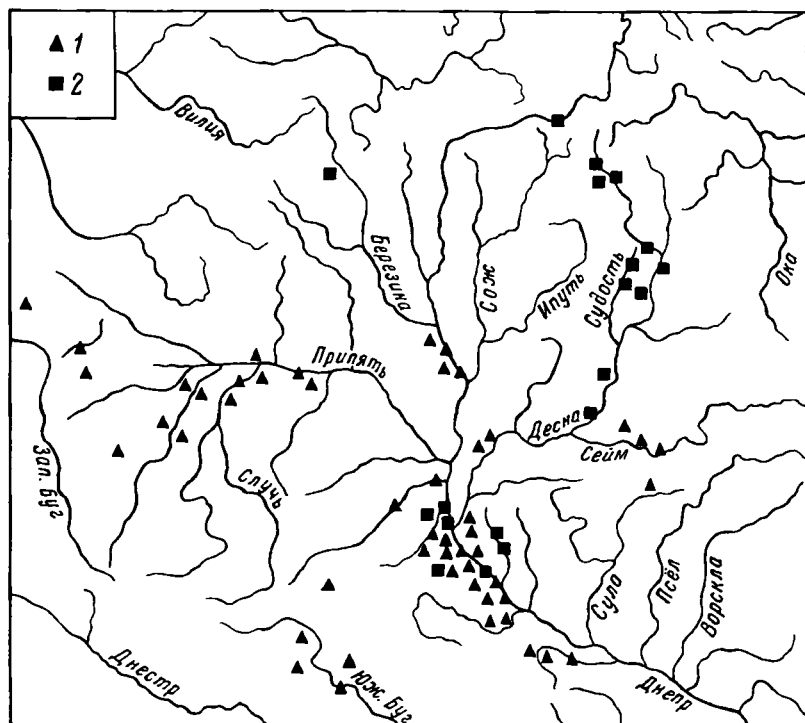 1
2
Вилия
Березина
Сож
Ипуть
Судость
Ока
Припять
Десна
Сейм
Зап. Буг
Случь
Сула
Псёл
Ворскла
Днестр
Юж. Буг
Днепр